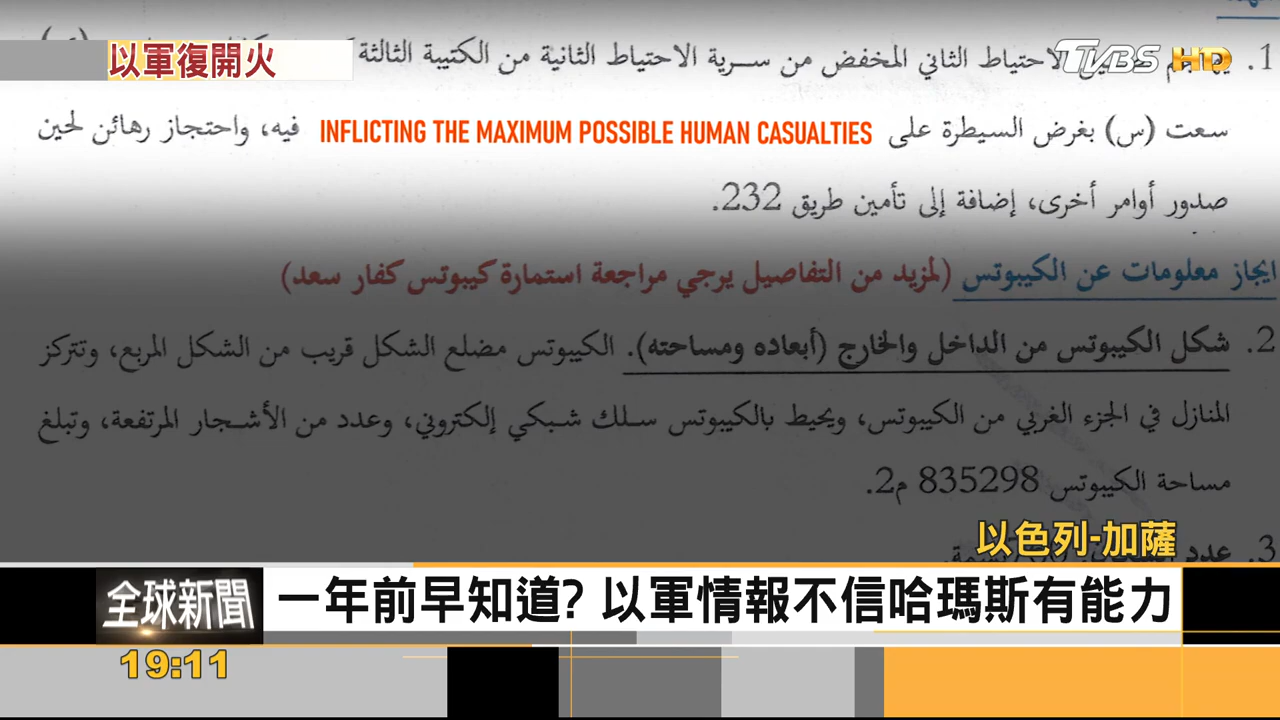 以軍復開火
TVBS HD
1. الاحتياط الثاني المخفض من سرية الاحتياط الثانية من الكتيبة الثالثة
سعت (س) بغرض السيطرة على INFLICTING THE MAXIMUM POSSIBLE HUMAN CASUALTIES فيه، واحتجاز رهائن لحين
صدور أوامر أخرى، إضافة إلى تأمين طريق 232.
ايجاز معلومات عن الكيبوتس (لمزيد من التفاصيل يرجي مراجعة استمارة كيبوتس كفار سعد)
2. شكل الكيبوتس من الداخل والخارج (أبعاده ومساحته). الكيبوتس مضلع الشكل قريب من الشكل المربع، وتتركز
المنازل في الجزء الغربي من الكيبوتس، ويحيط بالكيبوتس سلك شبكي إلكتروني، وعدد من الأشجار المرتفعة، وتبلغ
مساحة الكيبوتس 835298 م2.
3. عدد
以色列-加薩
全球新聞
一年前早知道? 以軍情報不信哈瑪斯有能力
19:11